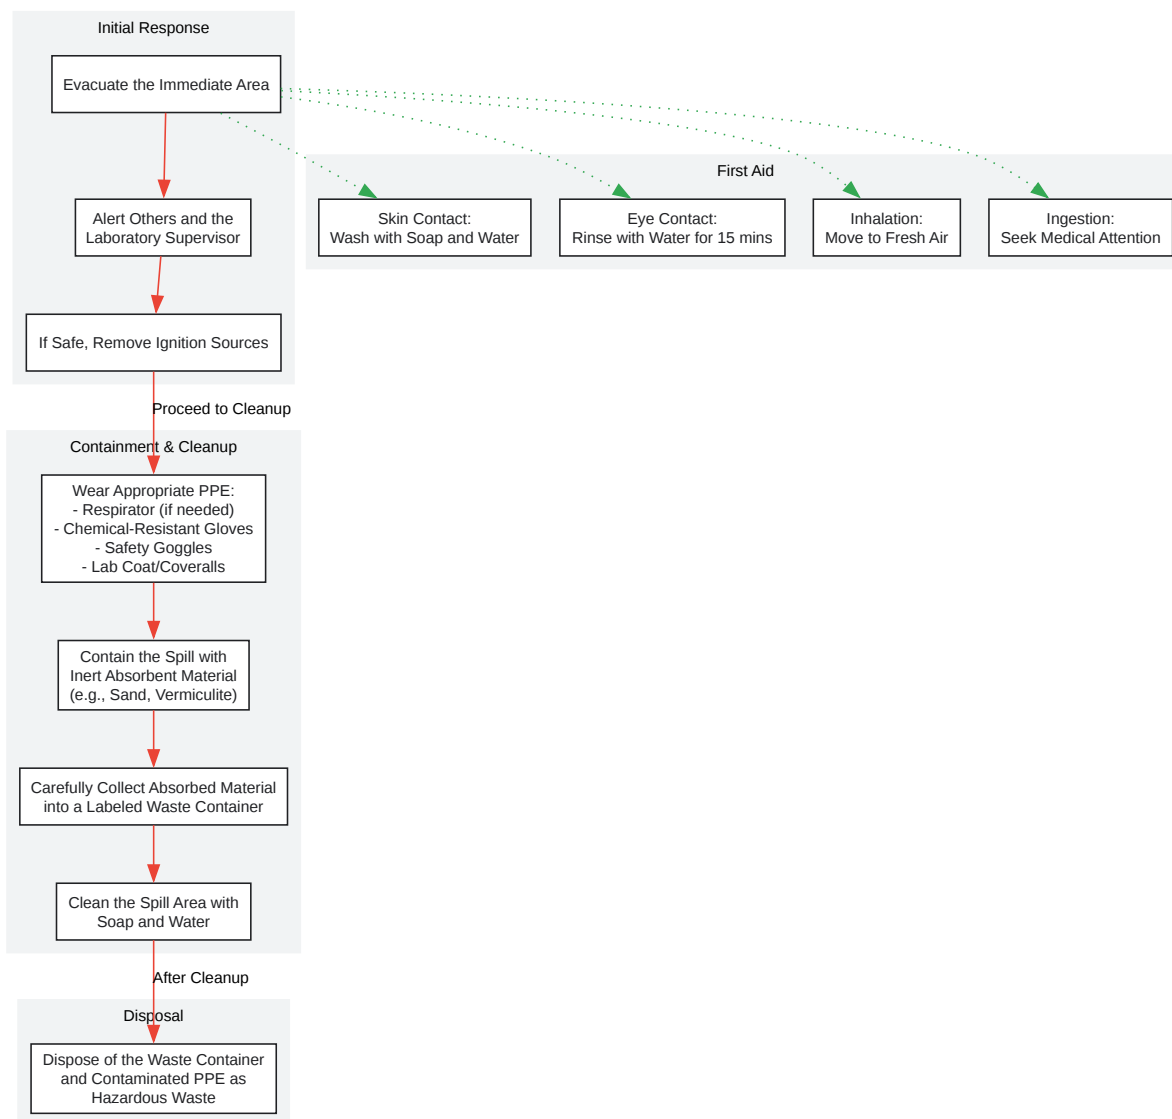 Initial Response
Evacuate the Immediate Area
First Aid
Alert Others and the
Laboratory Supervisor
Skin Contact:
Wash with Soap and Water
Eye Contact:
Rinse with Water for 15 mins
Inhalation:
Move to Fresh Air
Ingestion:
Seek Medical Attention
If Safe, Remove Ignition Sources
Proceed to Cleanup
Containment & Cleanup
Wear Appropriate PPE:
- Respirator (if needed)
- Chemical-Resistant Gloves
- Safety Goggles
- Lab Coat/Coveralls
Contain the Spill with
Inert Absorbent Material
(e.g., Sand, Vermiculite)
Carefully Collect Absorbed Material
into a Labeled Waste Container
Clean the Spill Area with
Soap and Water
After Cleanup
Disposal
Dispose of the Waste Container
and Contaminated PPE as
Hazardous Waste